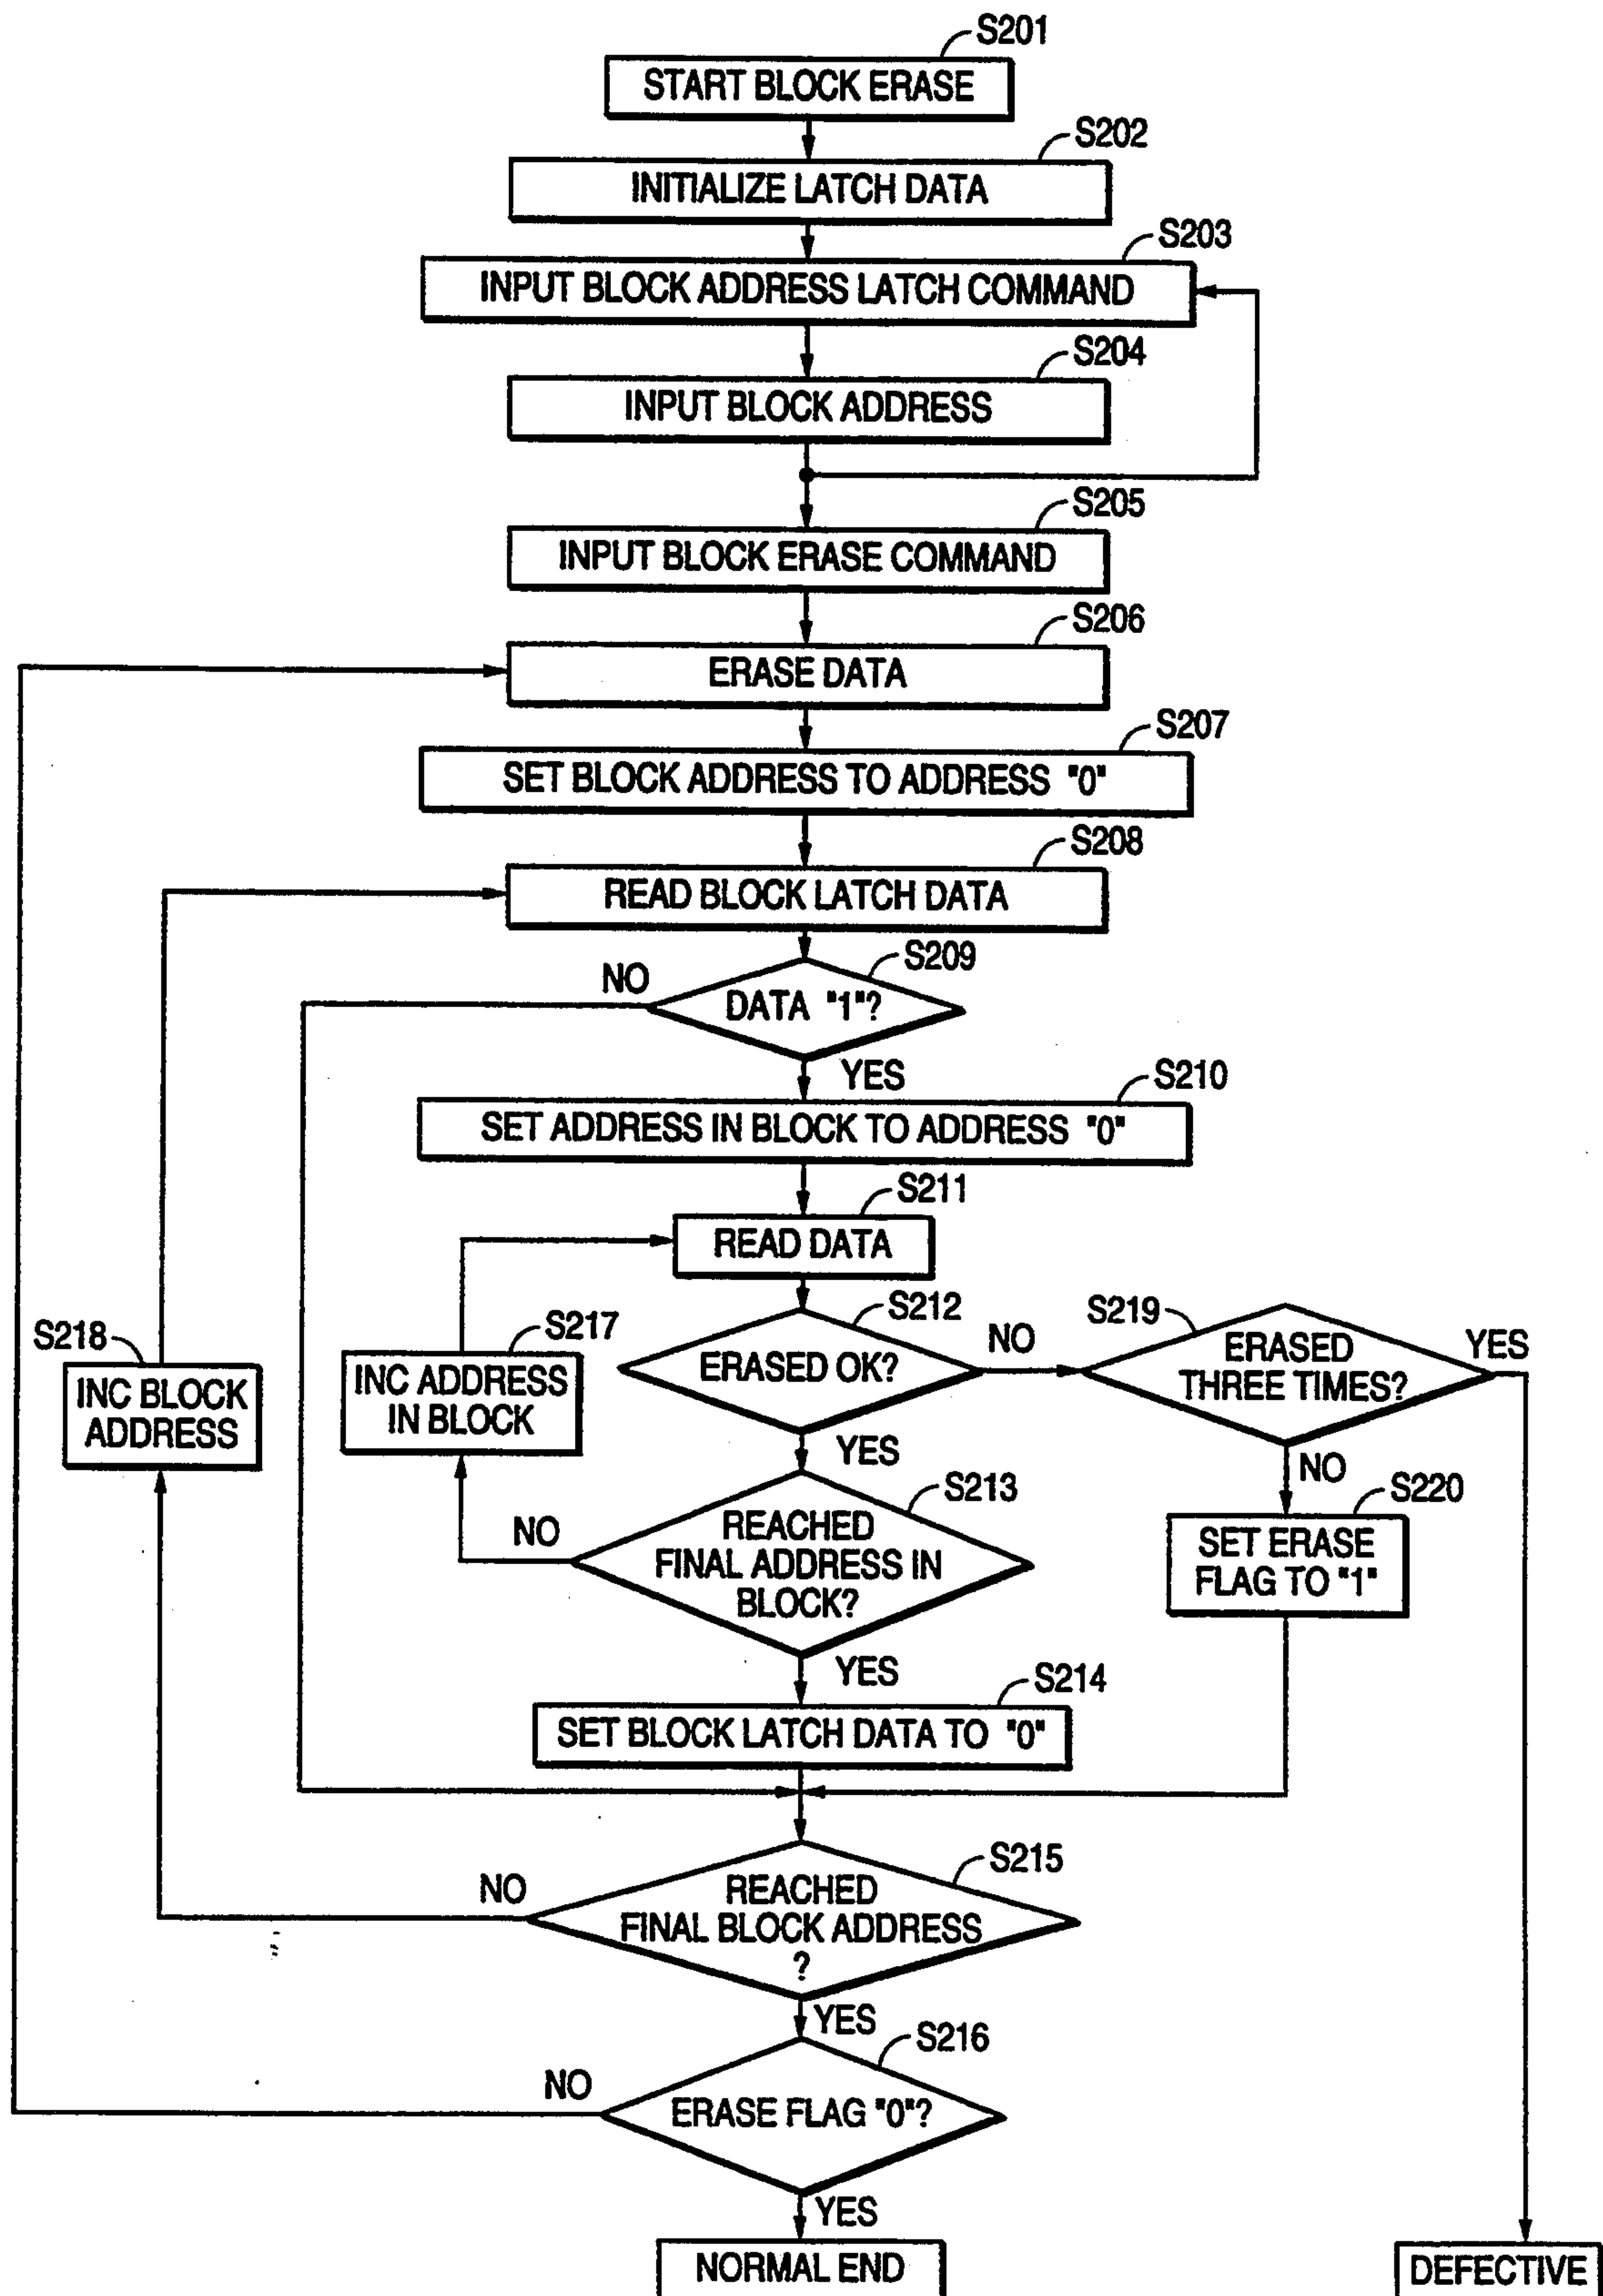 S201
START BLOCK ERASE
S202
INITIALIZE LATCH DATA
S203
INPUT BLOCK ADDRESS LATCH COMMAND
S204
INPUT BLOCK ADDRESS
S205
INPUT BLOCK ERASE COMMAND
S206
ERASE DATA
S207
SET BLOCK ADDRESS TO ADDRESS "0"
S208
READ BLOCK LATCH DATA
S209
NO
DATA "1"?
YES
S210
SET ADDRESS IN BLOCK TO ADDRESS "0"
S211
READ DATA
S212
ERASED OK?
NO
YES
S219
ERASED
THREE TIMES?
YES
NO
S218
INC BLOCK
ADDRESS
S217
INC ADDRESS
IN BLOCK
S213
REACHED
FINAL ADDRESS IN
BLOCK?
NO
YES
S220
SET ERASE
FLAG TO "1"
S214
SET BLOCK LATCH DATA TO "0"
S215
NO
REACHED
FINAL BLOCK ADDRESS
?
YES
S216
NO
ERASE FLAG "0"?
YES
NORMAL END
DEFECTIVE